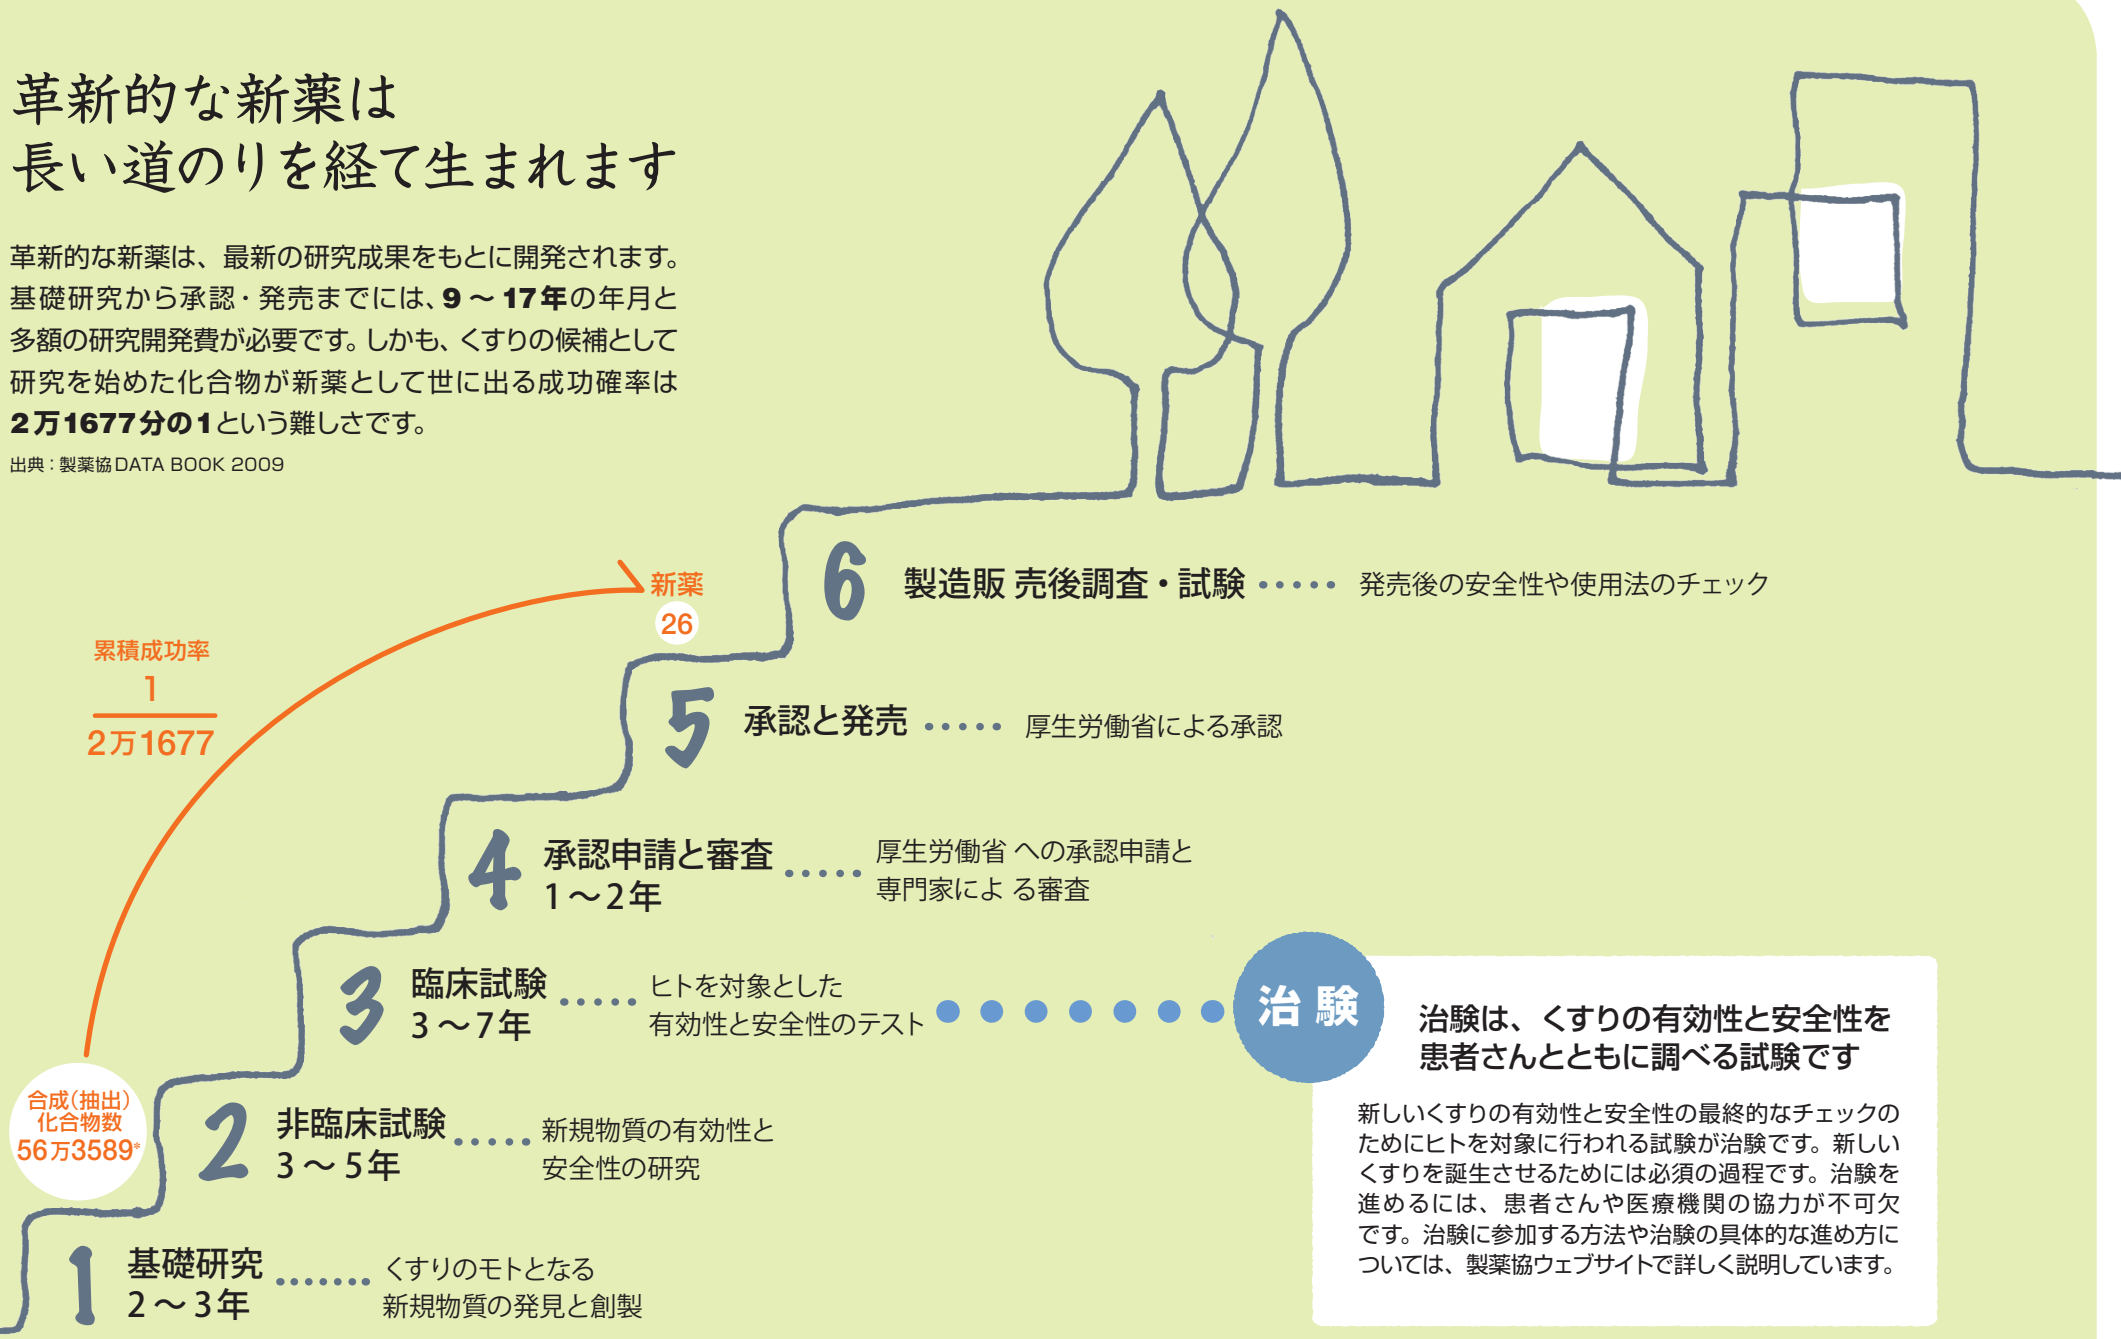 革新的な新薬は
長い道のりを経て生まれます
革新的な新薬は、最新の研究成果をもとに開発されます。
基礎研究から承認・発売までには、9～17年の年月と
多額の研究開発費が必要です。しかも、くすりの候補として
研究を始めた化合物が新薬として世に出る成功確率は
2万1677分の1という難しさです。
出典：製薬協DATA BOOK 2009
新薬
26
累積成功率
1
2万1677
合成（抽出）
化合物数
56万3589*
6
製造販 売後調査・試験
発売後の安全性や使用法のチェック
5
承認と発売
厚生労働省による承認
4
承認申請と審査
1～2年
厚生労働省 への承認申請と
専門家によ る審査
3
臨床試験
3～7年
ヒトを対象とした
有効性と安全性のテスト
2
非臨床試験
3～5年
新規物質の有効性と
安全性の研究
1
基礎研究
2～3年
くすりのモトとなる
新規物質の発見と創製
治験
治験は、くすりの有効性と安全性を
患者さんとともに調べる試験です
新しいくすりの有効性と安全性の最終的なチェックの
ためにヒトを対象に行われる試験が治験です。新しい
くすりを誕生させるためには必須の過程です。治験を
進めるには、患者さんや医療機関の協力が不可欠
です。治験に参加する方法や治験の具体的な進め方に
ついては、製薬協ウェブサイトで詳しく説明しています。